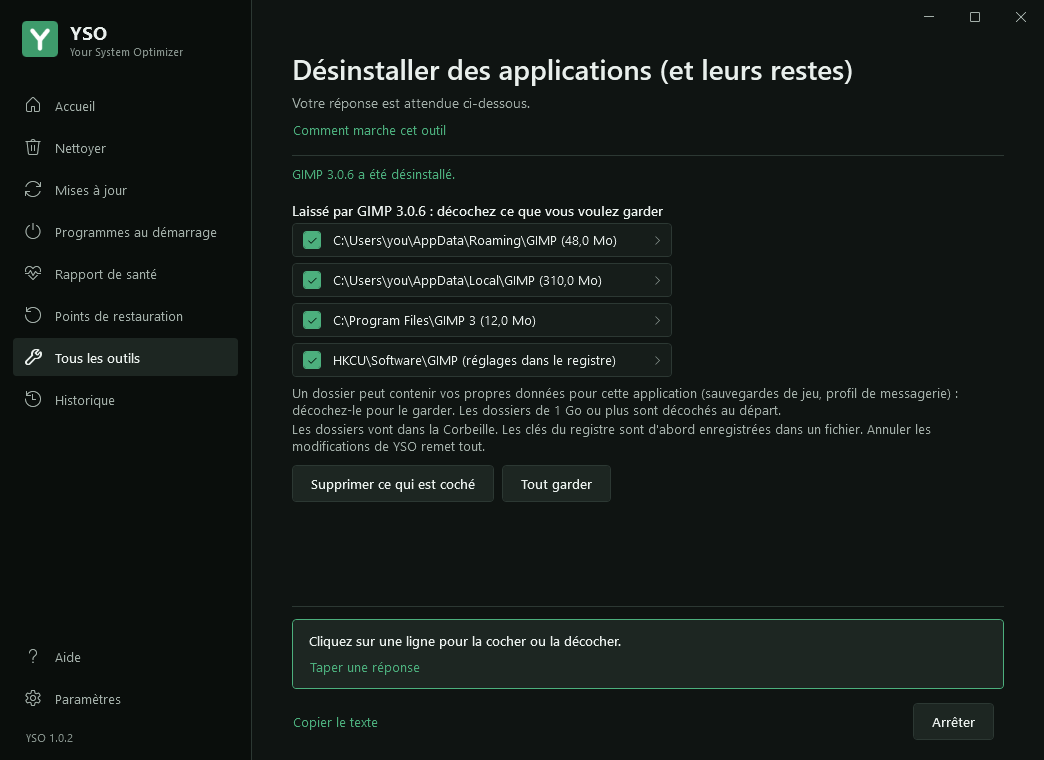 YSO
Your System Optimizer
Accueil
Nettoyer
Mises à jour
Programmes au démarrage
Rapport de santé
Points de restauration
Tous les outils
Historique
Aide
Paramètres
YSO 1.0.2
Désinstaller des applications (et leurs restes)
Votre réponse est attendue ci-dessous.
Comment marche cet outil
GIMP 3.0.6 a été désinstallé.
Laissé par GIMP 3.0.6 : décochez ce que vous voulez garder
C:\Users\you\AppData\Roaming\GIMP (48,0 Mo)
C:\Users\you\AppData\Local\GIMP (310,0 Mo)
C:\Program Files\GIMP 3 (12,0 Mo)
HKCU\Software\GIMP (réglages dans le registre)
Un dossier peut contenir vos propres données pour cette application (sauvegardes de jeu, profil de messagerie) :
décochez-le pour le garder. Les dossiers de 1 Go ou plus sont décochés au départ.
Les dossiers vont dans la Corbeille. Les clés du registre sont d'abord enregistrées dans un fichier. Annuler les
modifications de YSO remet tout.
Supprimer ce qui est coché
Tout garder
Cliquez sur une ligne pour la cocher ou la décocher.
Taper une réponse
Copier le texte
Arrêter